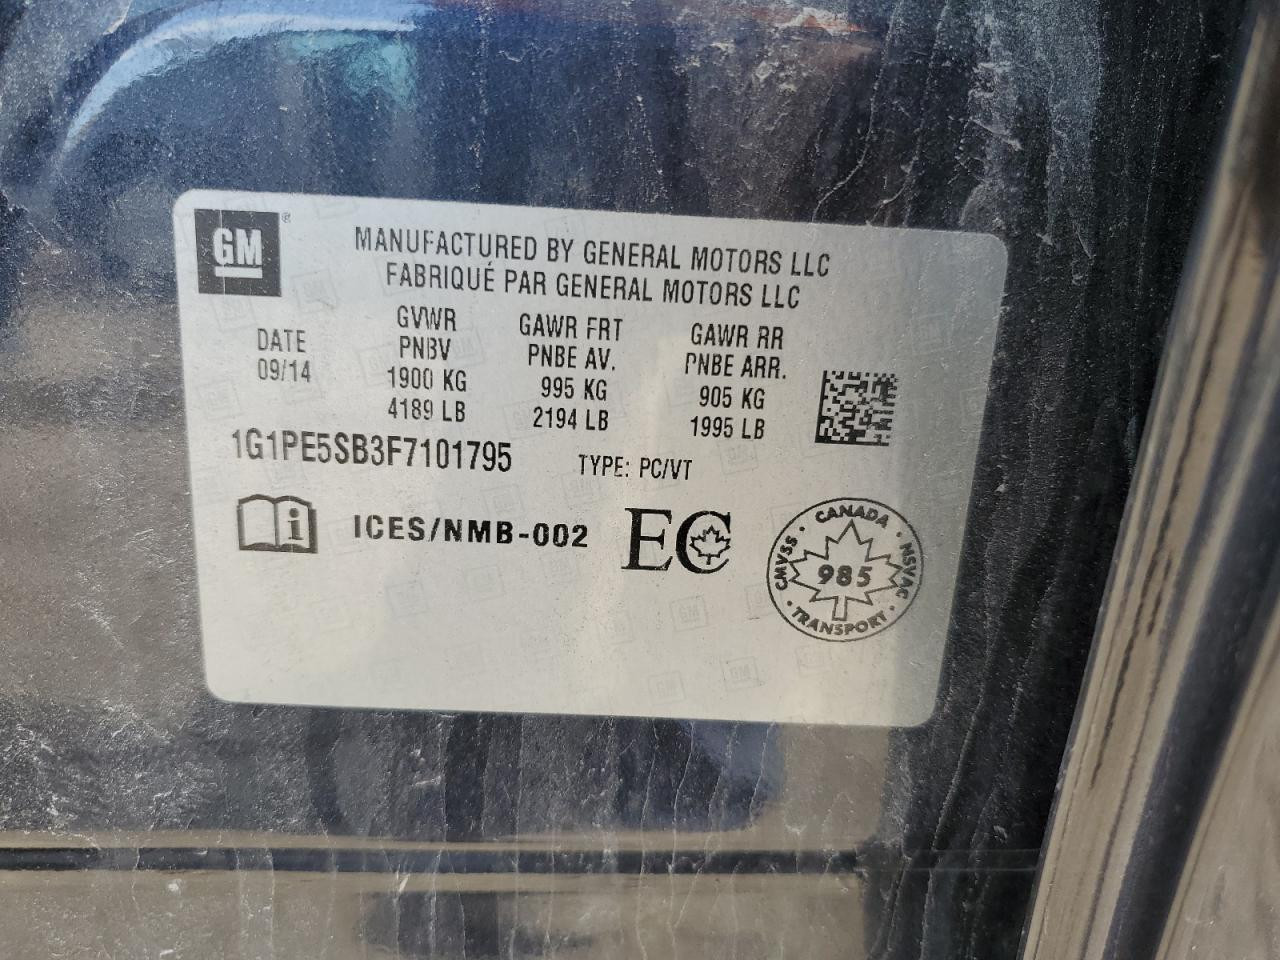 GM®
MANUFACTURED BY GENERAL MOTORS LLC
FABRIQUÉ PAR GENERAL MOTORS LLC
DATE
09/14
GVWR
PNBV
1900 KG
4189 LB
GAWR FRT
PNBE AV.
995 KG
2194 LB
GAWR RR
PNBE ARR.
905 KG
1995 LB
1G1PE5SB3F7101795
TYPE: PC/VT
i
ICES/NMB-002
EC
CANADA
CMVSS
985
NSVAC
TRANSPORT